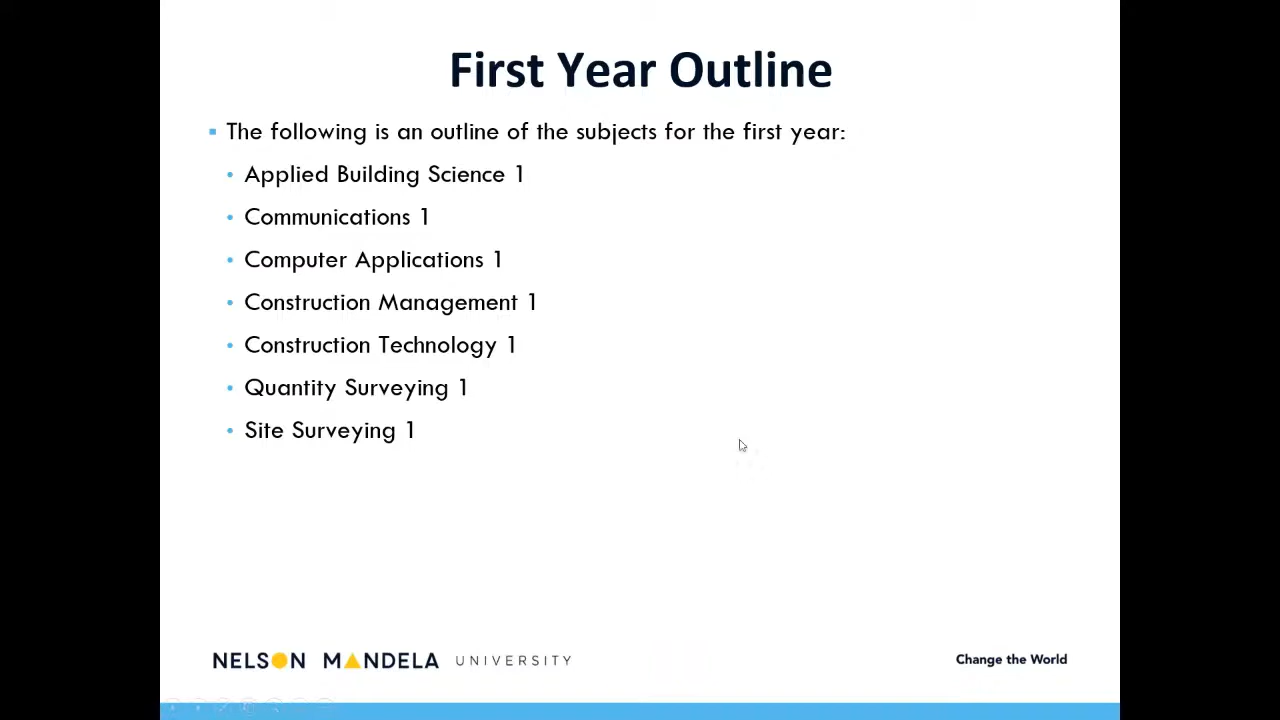 First Year Outline
The following is an outline of the subjects for the first year:
Applied Building Science 1
Communications 1
Computer Applications 1
Construction Management 1
Construction Technology 1
Quantity Surveying 1
Site Surveying 1
NELSON MANDELA UNIVERSITY
Change the World